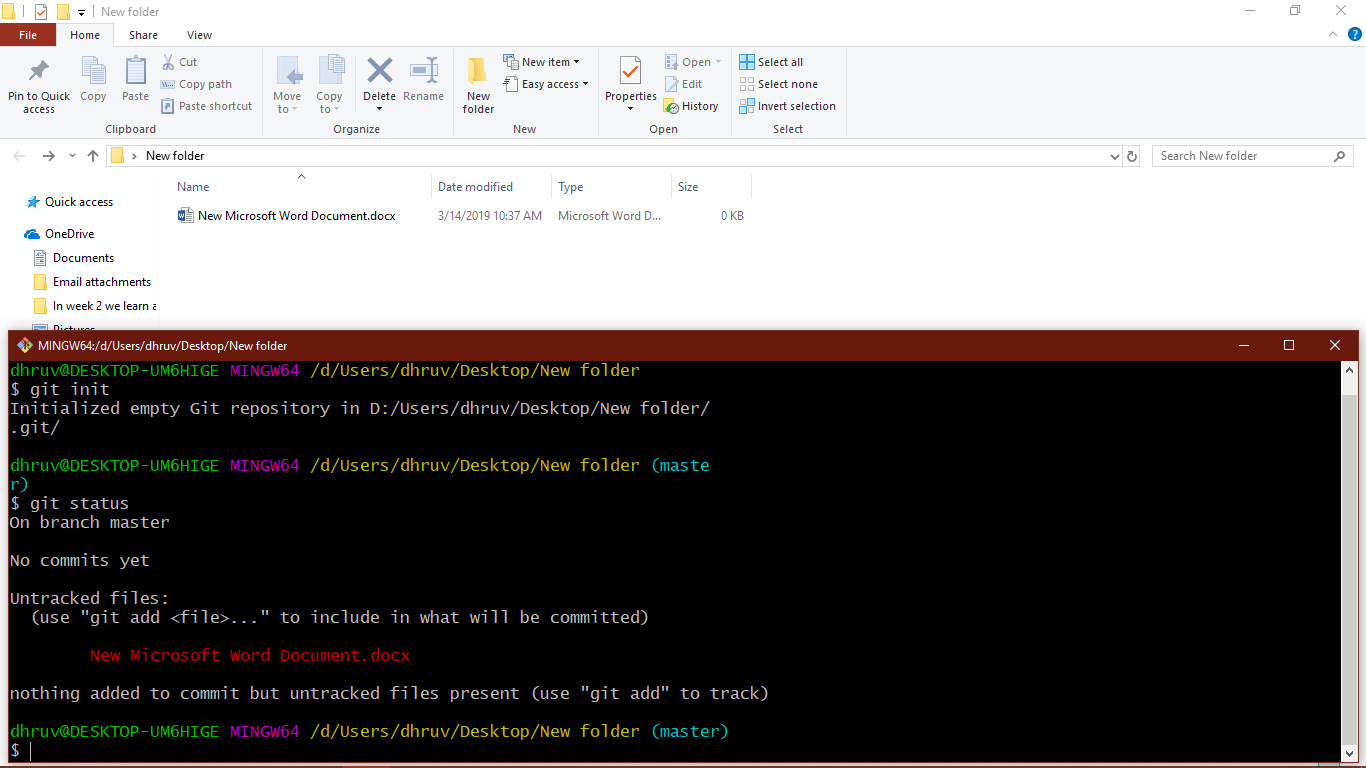 New folder
File Home Share View
Pin to Quick access
Copy
Paste
Cut
Copy path
Paste shortcut
Clipboard
Move to
Copy to
Delete
Rename
Organize
New folder
New item
Easy access
New
Properties
Open
Edit
History
Open
Select all
Select none
Invert selection
Select
New folder
Search New folder
Name Date modified Type Size
New Microsoft Word Document.docx 3/14/2019 10:37 AM Microsoft Word D... 0 KB
Quick access
OneDrive
Documents
Email attachments
In week 2 we learn a
Pictures
MINGW64:/d/Users/dhruv/Desktop/New folder
dhruv@DESKTOP-UM6HIGE MINGW64 /d/Users/dhruv/Desktop/New folder
$ git init
Initialized empty Git repository in D:/Users/dhruv/Desktop/New folder/
.git/
dhruv@DESKTOP-UM6HIGE MINGW64 /d/Users/dhruv/Desktop/New folder (maste
r)
$ git status
On branch master
No commits yet
Untracked files:
(use "git add <file>..." to include in what will be committed)
New Microsoft Word Document.docx
nothing added to commit but untracked files present (use "git add" to track)
dhruv@DESKTOP-UM6HIGE MINGW64 /d/Users/dhruv/Desktop/New folder (master)
$